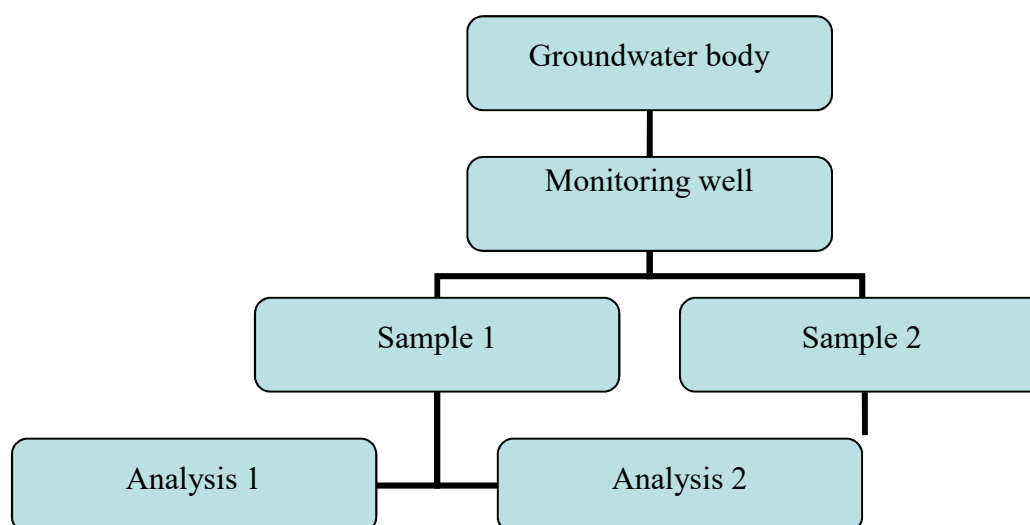 Groundwater body
Monitoring well
Sample 1
Sample 2
Analysis 1
Analysis 2